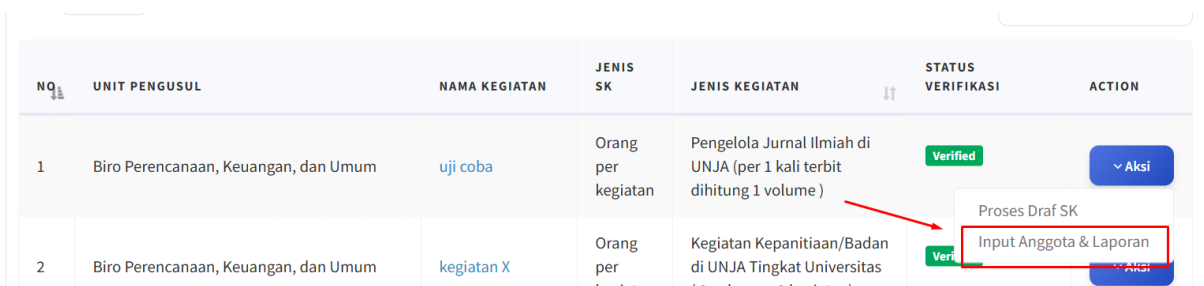 NO
UNIT PENGUSUL
NAMA KEGIATAN
JENIS
SK
JENIS KEGIATAN
STATUS
VERIFIKASI
ACTION
1
Biro Perencanaan, Keuangan, dan Umum
uji coba
Orang
per
kegiatan
Pengelola Jurnal Ilmiah di
UNJA (per 1 kali terbit
dihitung 1 volume )
Verified
Aksi
Proses Draf SK
Input Anggota & Laporan
2
Biro Perencanaan, Keuangan, dan Umum
kegiatan X
Orang
per
Kegiatan Kepanitiaan/Badan
di UNJA Tingkat Universitas